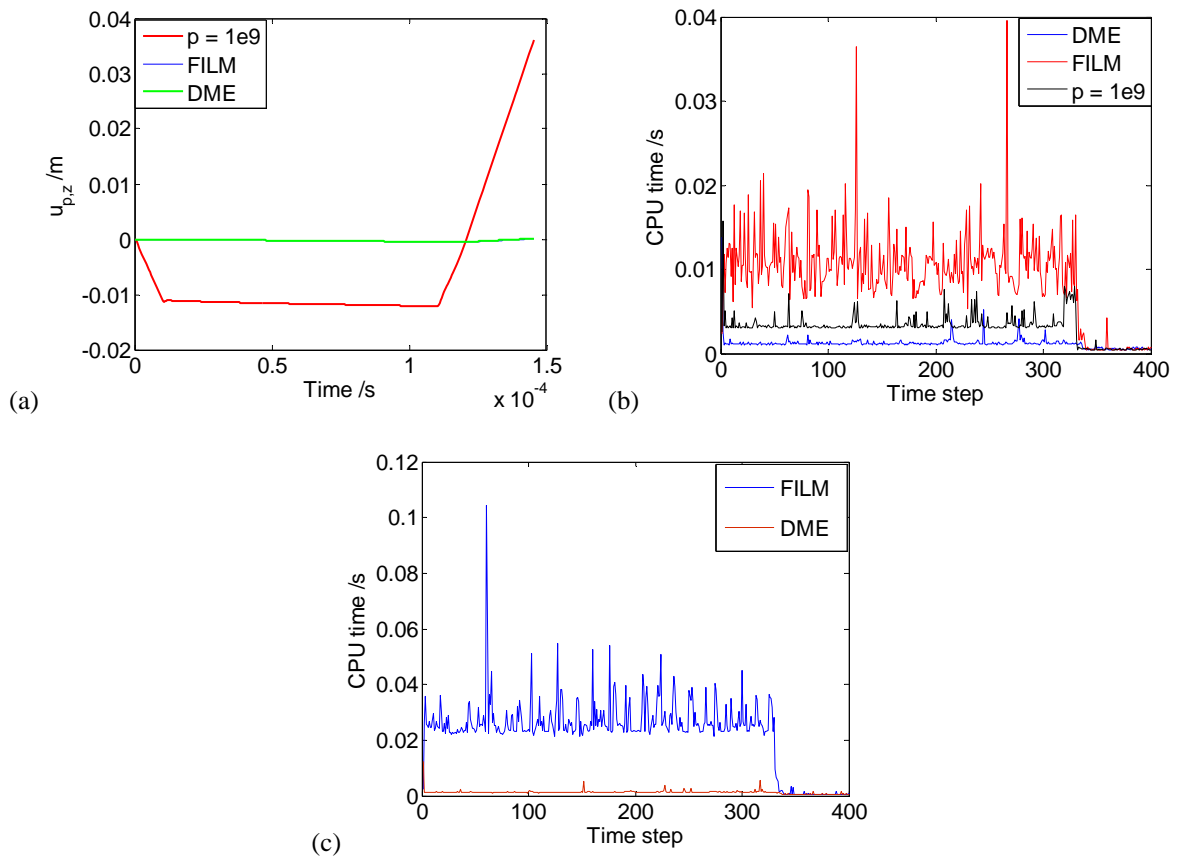 0.04
0.03
0.02
0.01
0
-0.01
-0.02
u_p,z /m
p = 1e9
FILM
DME
0
0.5
1
1.5
Time /s
x 10^-4
(a)
0.04
0.03
0.02
0.01
0
CPU time /s
DME
FILM
p = 1e9
0
100
200
300
400
Time step
(b)
0.12
0.1
0.08
0.06
0.04
0.02
0
CPU time /s
FILM
DME
0
100
200
300
400
Time step
(c)